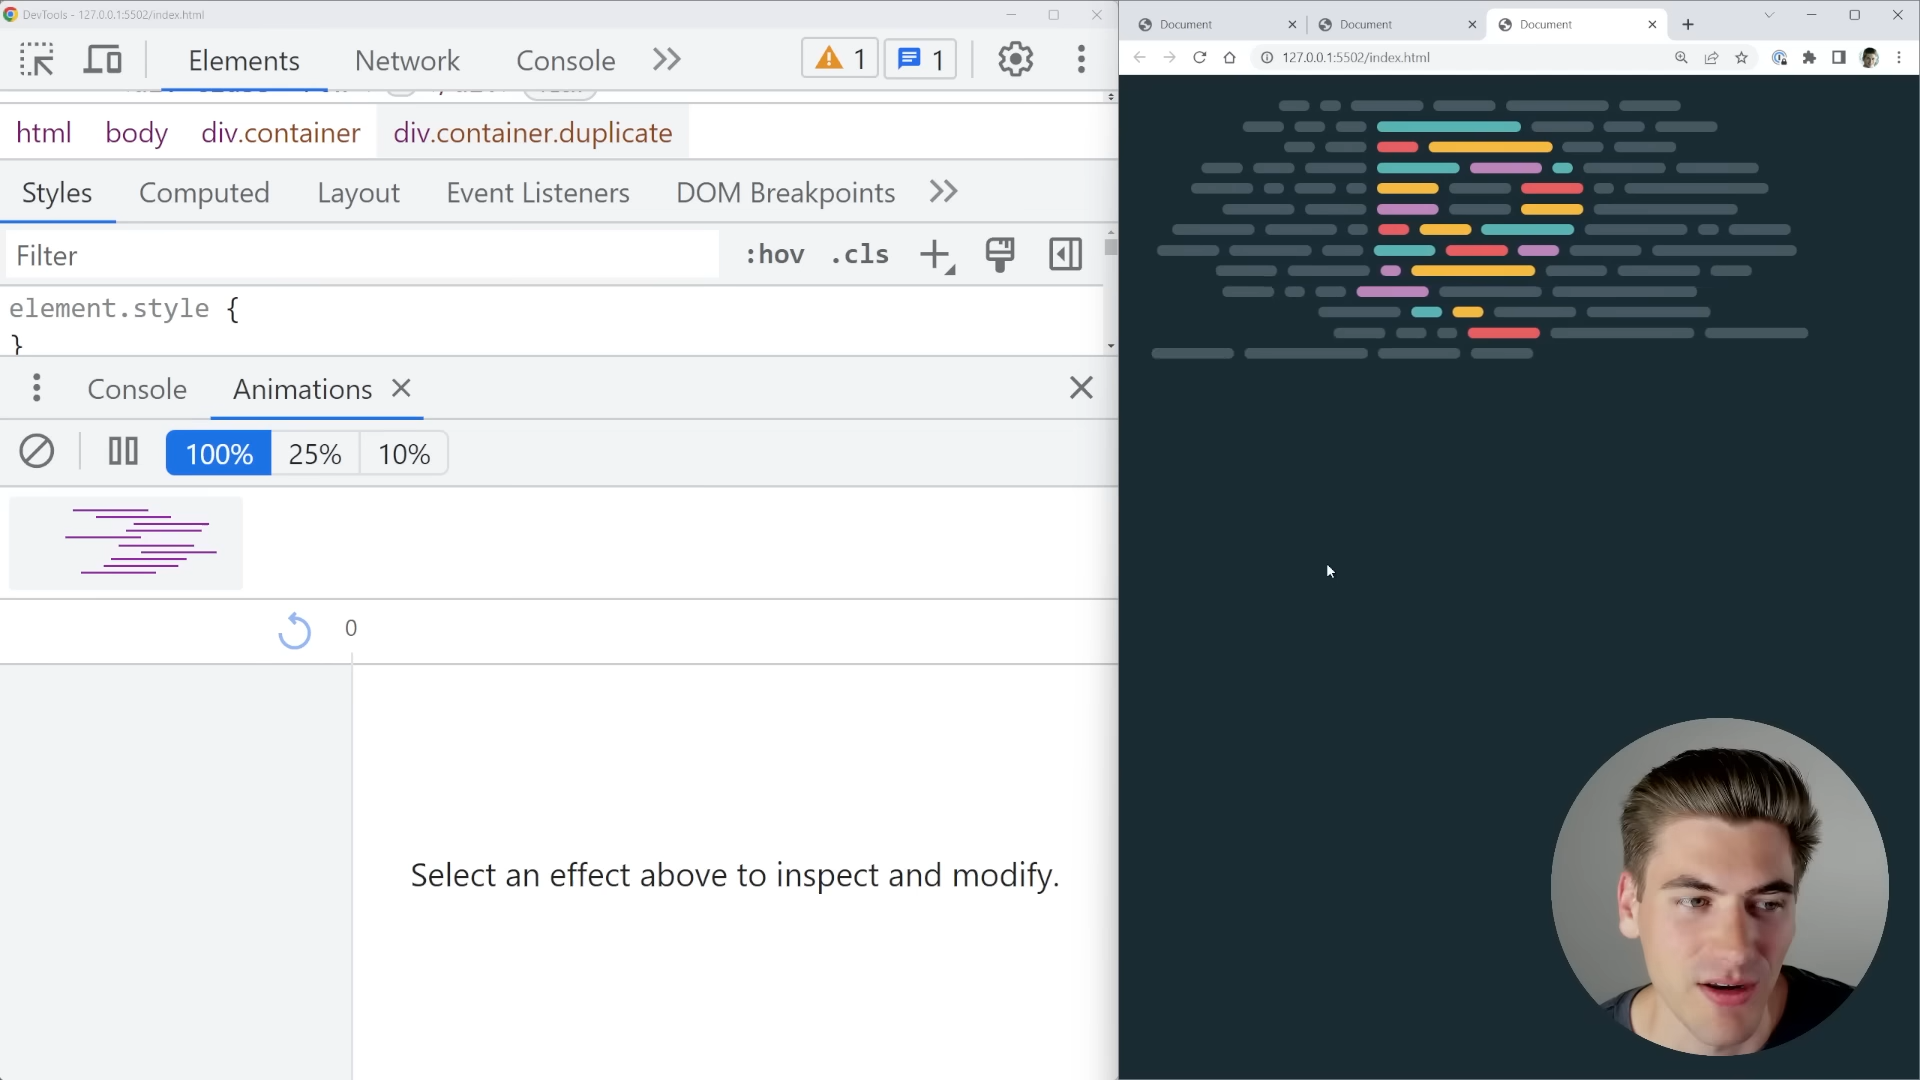 DevTools - 127.0.0.1:5502/index.html
Elements Network Console 1 1
html body div.container div.container.duplicate
Styles Computed Layout Event Listeners DOM Breakpoints
Filter :hov .cls
element.style {
}
Console Animations
100% 25% 10%
0
Select an effect above to inspect and modify.
Document Document Document
127.0.0.1:5502/index.html